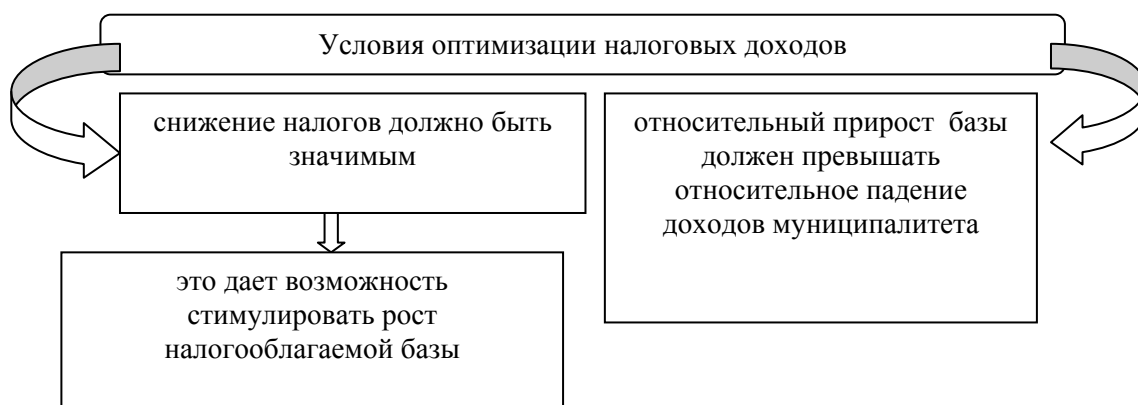 Условия оптимизации налоговых доходов
снижение налогов должно быть
значимым
относительный прирост базы
должен превышать
относительное падение
доходов муниципалитета
это дает возможность
стимулировать рост
налогооблагаемой базы